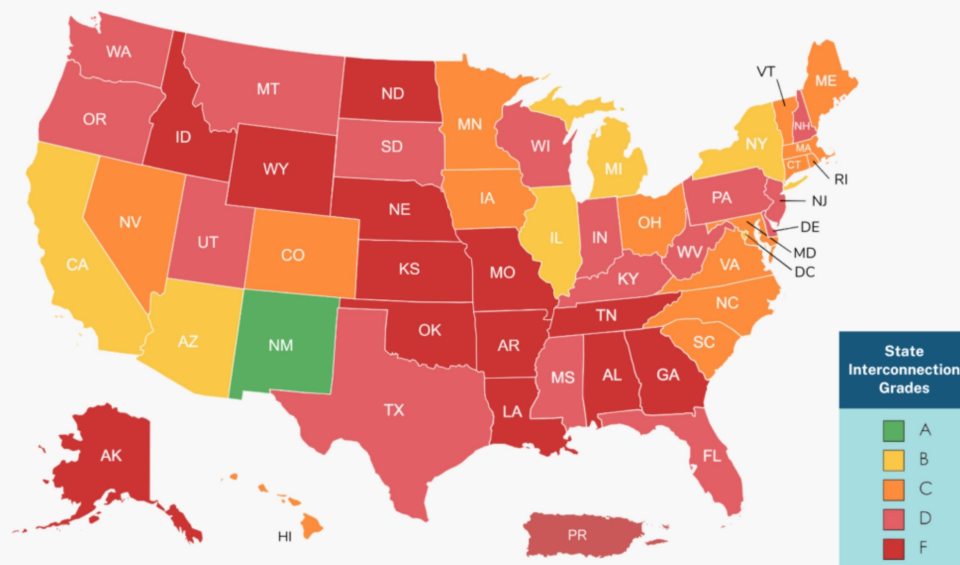 WA
MT
ND
MN
VT
ME
OR
ID
SD
WI
NH
NY
MA
WY
MI
CT
RI
NE
IA
PA
NJ
NV
UT
CO
IL
IN
OH
DE
CA
KS
MO
WV
VA
MD
DC
KY
AZ
NM
OK
AR
TN
NC
SC
TX
LA
MS
AL
GA
AK
FL
HI
PR
State
Interconnection
Grades
A
B
C
D
F